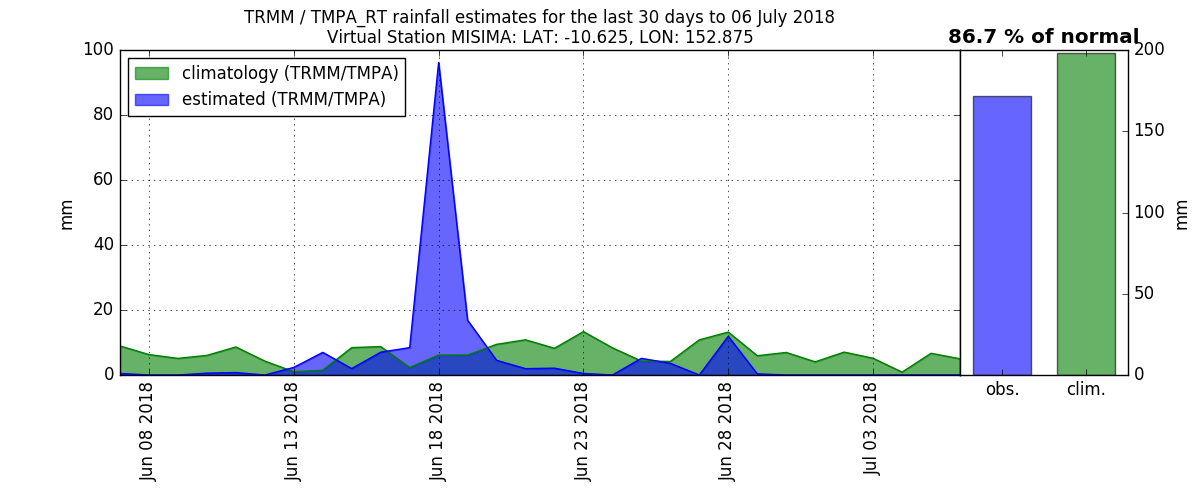 TRMM / TMPA_RT rainfall estimates for the last 30 days to 06 July 2018
Virtual Station MISIMA: LAT: -10.625, LON: 152.875
86.7 % of normal
climatology (TRMM/TMPA)
estimated (TRMM/TMPA)
100
80
60
40
20
0
mm
200
150
100
50
0
mm
Jun 08 2018
Jun 13 2018
Jun 18 2018
Jun 23 2018
Jun 28 2018
Jul 03 2018
obs.
clim.